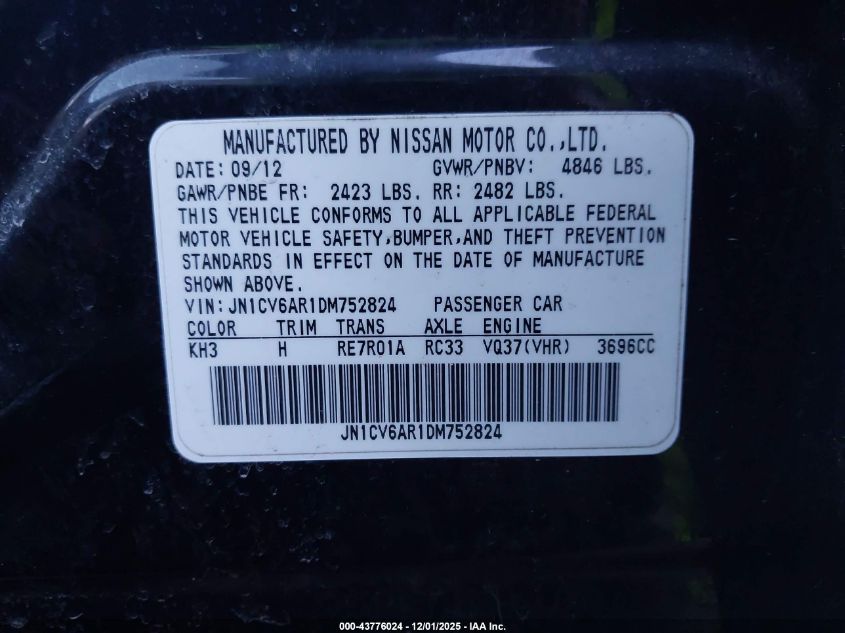 MANUFACTURED BY NISSAN MOTOR CO.,LTD.
DATE: 09/12 GVWR/PNBV: 4846 LBS.
GAWR/PNBE FR: 2423 LBS. RR: 2482 LBS.
THIS VEHICLE CONFORMS TO ALL APPLICABLE FEDERAL
MOTOR VEHICLE SAFETY,BUMPER,AND THEFT PREVENTION
STANDARDS IN EFFECT ON THE DATE OF MANUFACTURE
SHOWN ABOVE.
VIN:JN1CV6AR1DM752824 PASSENGER CAR
COLOR TRIM TRANS AXLE ENGINE
KH3 H RE7R01A RC33 VQ37(VHR) 3696CC
JN1CV6AR1DM752824
000-43776024 - 12/01/2025 - IAA Inc.